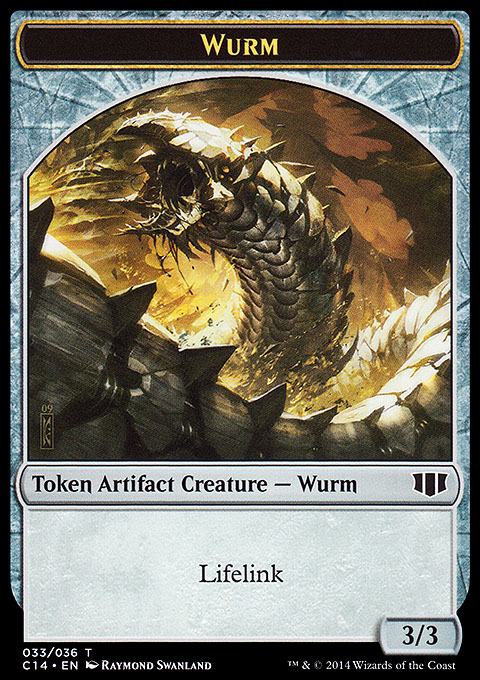 WURM
09
Token Artifact Creature — Wurm
Lifelink
3/3
033/036 T
C14 • EN RAYMOND SWANLAND
™ & © 2014 Wizards of the Coast